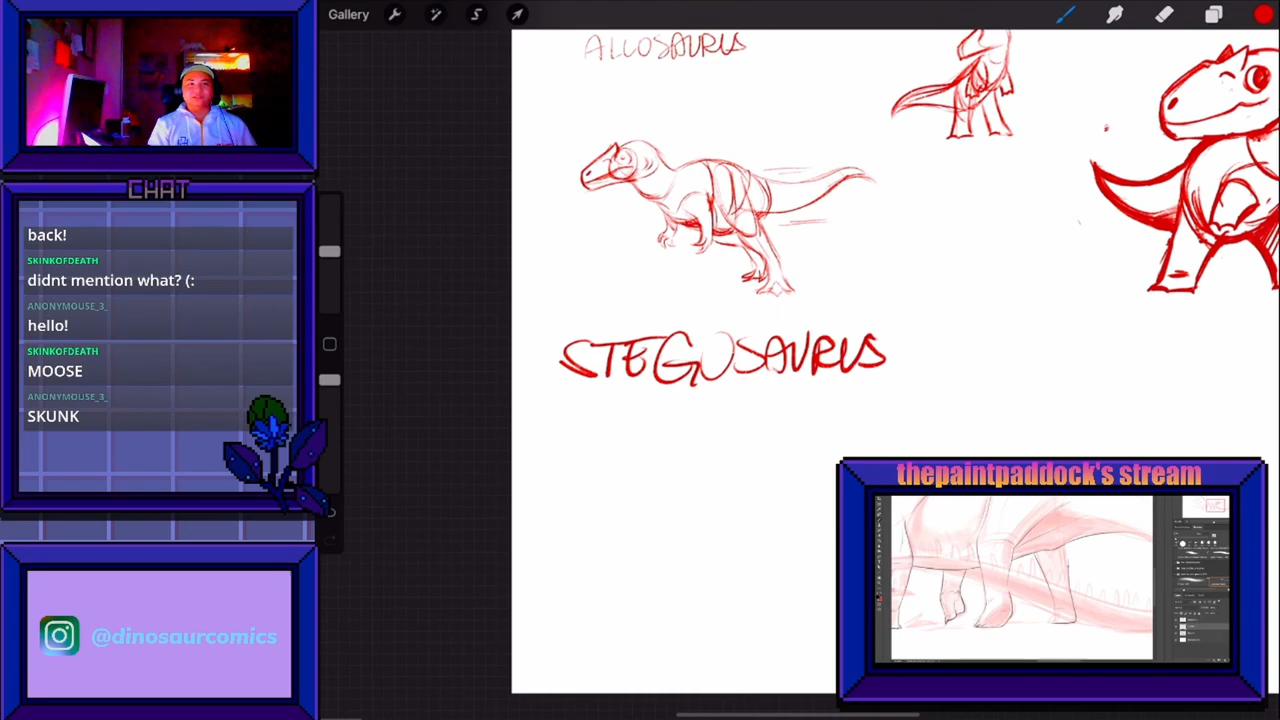 Gallery
ALLOSAURUS
CHAT
back!
SKINKOFDEATH
didnt mention what? (:
ANONYMOUSE_3_
hello!
SKINKOFDEATH
MOOSE
ANONYMOUSE_3_
SKUNK
STEGOSAURUS
thepaintpaddock's stream
@dinosaurcomics